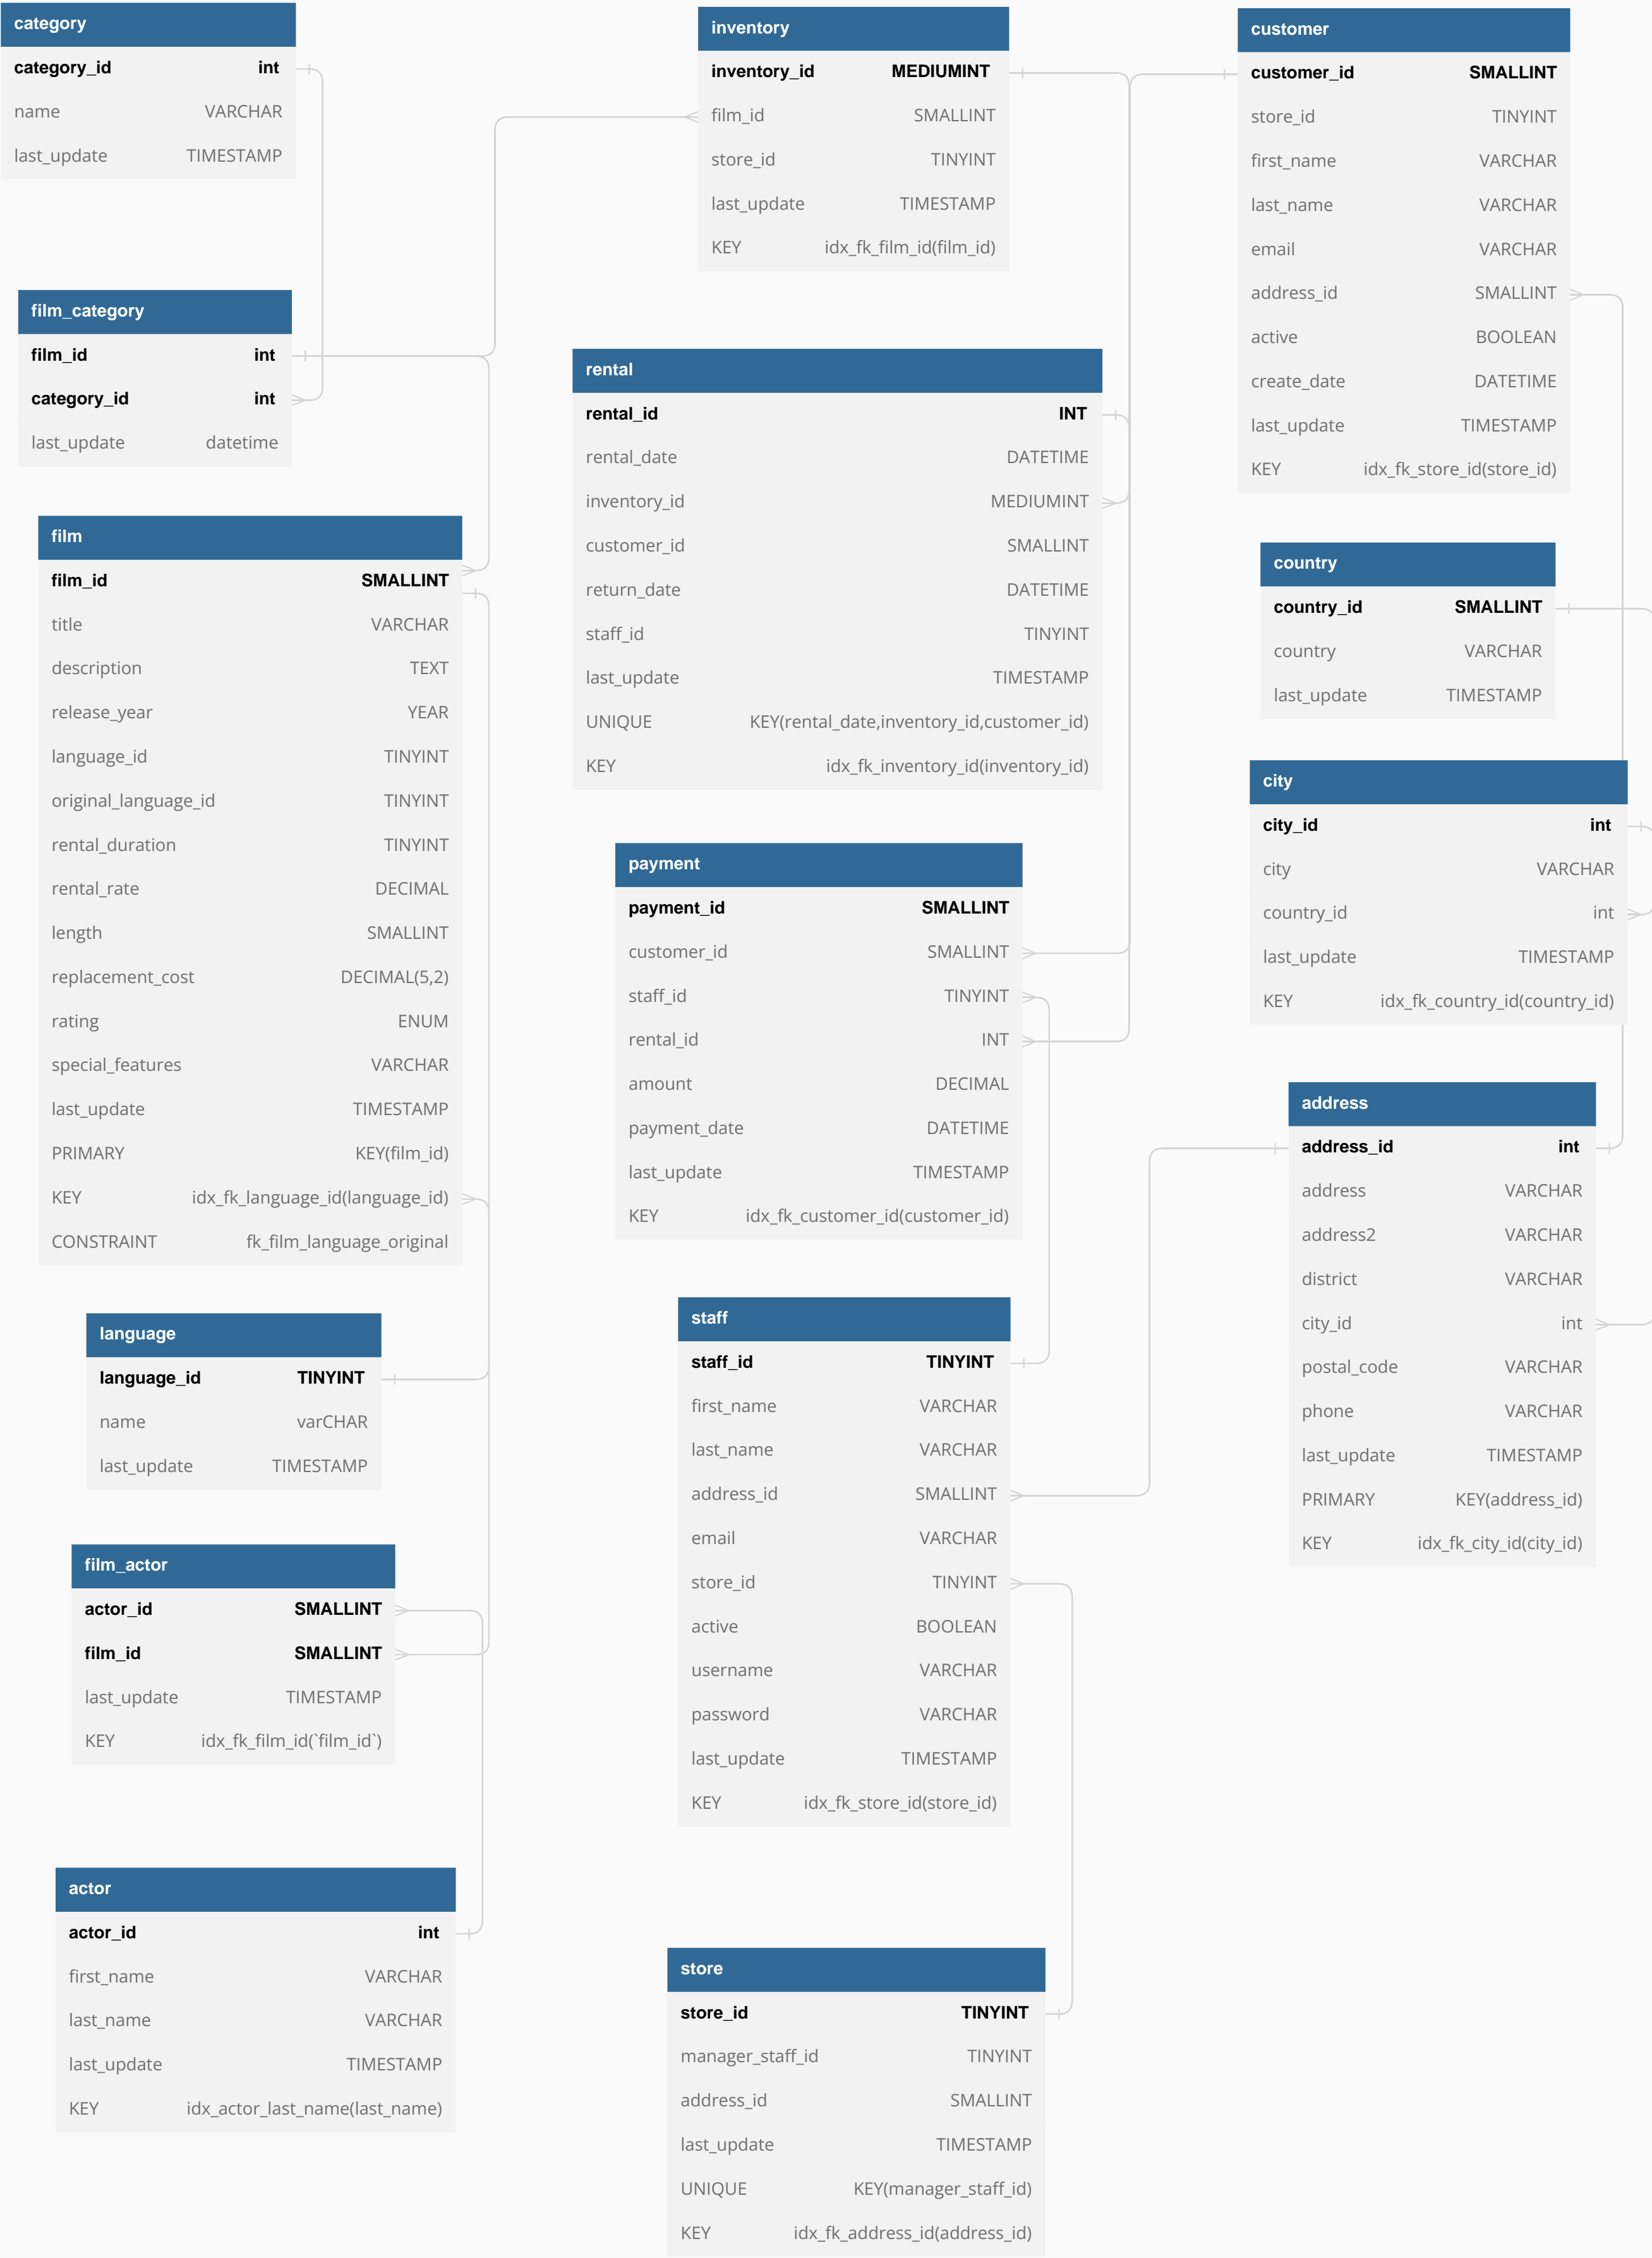 category
category_id int
name VARCHAR
last_update TIMESTAMP
film_category
film_id int
category_id int
last_update datetime
film
film_id SMALLINT
title VARCHAR
description TEXT
release_year YEAR
language_id TINYINT
original_language_id TINYINT
rental_duration TINYINT
rental_rate DECIMAL
length SMALLINT
replacement_cost DECIMAL(5,2)
rating ENUM
special_features VARCHAR
last_update TIMESTAMP
PRIMARY KEY(film_id)
KEY idx_fk_language_id(language_id)
CONSTRAINT fk_film_language_original
language
language_id TINYINT
name varCHAR
last_update TIMESTAMP
film_actor
actor_id SMALLINT
film_id SMALLINT
last_update TIMESTAMP
KEY idx_fk_film_id(`film_id`)
actor
actor_id int
first_name VARCHAR
last_name VARCHAR
last_update TIMESTAMP
KEY idx_actor_last_name(last_name)
inventory
inventory_id MEDIUMINT
film_id SMALLINT
store_id TINYINT
last_update TIMESTAMP
KEY idx_fk_film_id(film_id)
rental
rental_id INT
rental_date DATETIME
inventory_id MEDIUMINT
customer_id SMALLINT
return_date DATETIME
staff_id TINYINT
last_update TIMESTAMP
UNIQUE KEY(rental_date,inventory_id,customer_id)
KEY idx_fk_inventory_id(inventory_id)
payment
payment_id SMALLINT
customer_id SMALLINT
staff_id TINYINT
rental_id INT
amount DECIMAL
payment_date DATETIME
last_update TIMESTAMP
KEY idx_fk_customer_id(customer_id)
staff
staff_id TINYINT
first_name VARCHAR
last_name VARCHAR
address_id SMALLINT
email VARCHAR
store_id TINYINT
active BOOLEAN
username VARCHAR
password VARCHAR
last_update TIMESTAMP
KEY idx_fk_store_id(store_id)
store
store_id TINYINT
manager_staff_id TINYINT
address_id SMALLINT
last_update TIMESTAMP
UNIQUE KEY(manager_staff_id)
KEY idx_fk_address_id(address_id)
customer
customer_id SMALLINT
store_id TINYINT
first_name VARCHAR
last_name VARCHAR
email VARCHAR
address_id SMALLINT
active BOOLEAN
create_date DATETIME
last_update TIMESTAMP
KEY idx_fk_store_id(store_id)
country
country_id SMALLINT
country VARCHAR
last_update TIMESTAMP
city
city_id int
city VARCHAR
country_id int
last_update TIMESTAMP
KEY idx_fk_country_id(country_id)
address
address_id int
address VARCHAR
address2 VARCHAR
district VARCHAR
city_id int
postal_code VARCHAR
phone VARCHAR
last_update TIMESTAMP
PRIMARY KEY(address_id)
KEY idx_fk_city_id(city_id)